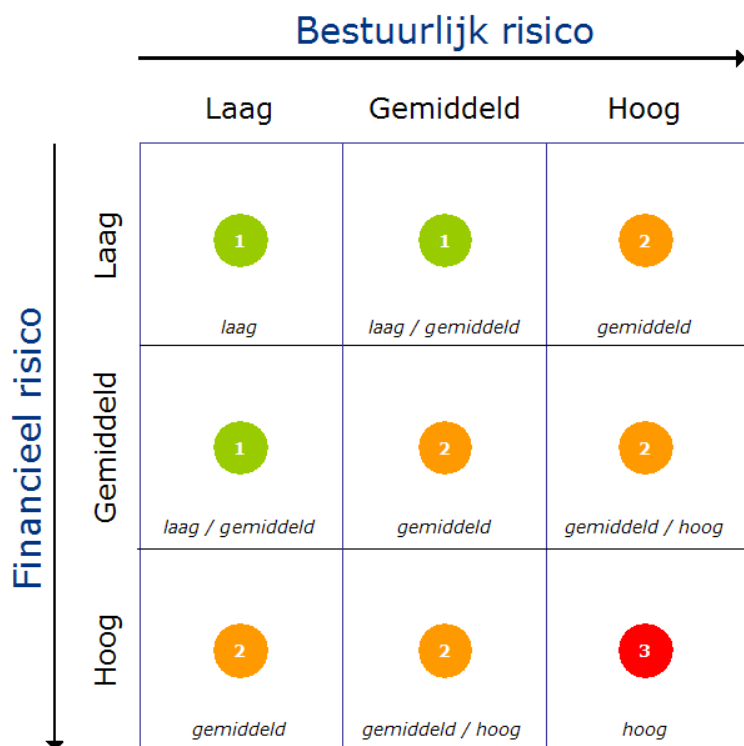 Bestuurlijk risico
Laag Gemiddeld Hoog
Financieel risico
Laag
1 1 2
laag laag / gemiddeld gemiddeld
Gemiddeld
1 2 2
laag / gemiddeld gemiddeld gemiddeld / hoog
Hoog
2 2 3
gemiddeld gemiddeld / hoog hoog